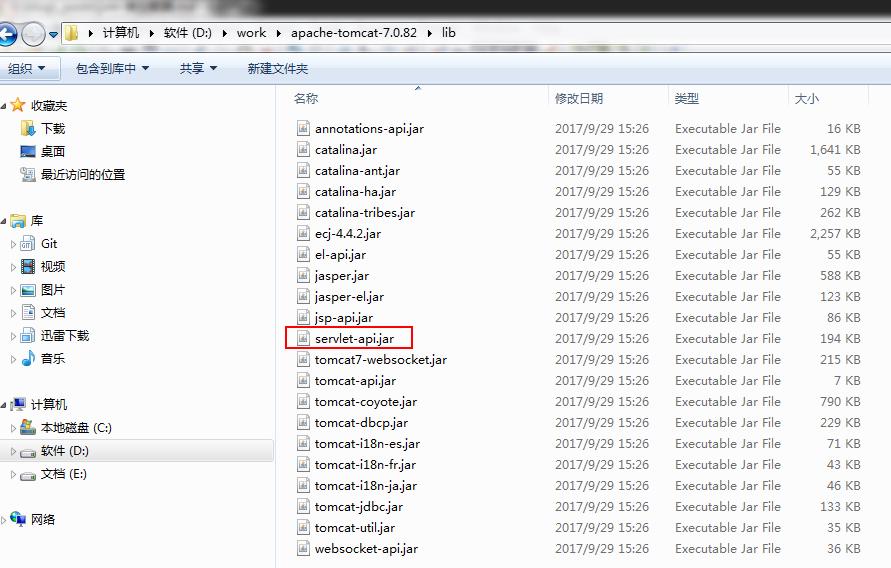 计算机 软件 (D:) work apache-tomcat-7.0.82 lib
组织 包含到库中 共享 新建文件夹
收藏夹
下载
桌面
最近访问的位置
库
Git
视频
图片
文档
迅雷下载
音乐
计算机
本地磁盘 (C:)
软件 (D:)
文档 (E:)
网络
名称 修改日期 类型 大小
annotations-api.jar 2017/9/29 15:26 Executable Jar File 16 KB
catalina.jar 2017/9/29 15:26 Executable Jar File 1,641 KB
catalina-ant.jar 2017/9/29 15:26 Executable Jar File 55 KB
catalina-ha.jar 2017/9/29 15:26 Executable Jar File 129 KB
catalina-tribes.jar 2017/9/29 15:26 Executable Jar File 262 KB
ecj-4.4.2.jar 2017/9/29 15:26 Executable Jar File 2,257 KB
el-api.jar 2017/9/29 15:26 Executable Jar File 55 KB
jasper.jar 2017/9/29 15:26 Executable Jar File 588 KB
jasper-el.jar 2017/9/29 15:26 Executable Jar File 123 KB
jsp-api.jar 2017/9/29 15:26 Executable Jar File 86 KB
servlet-api.jar 2017/9/29 15:26 Executable Jar File 194 KB
tomcat7-websocket.jar 2017/9/29 15:26 Executable Jar File 215 KB
tomcat-api.jar 2017/9/29 15:26 Executable Jar File 7 KB
tomcat-coyote.jar 2017/9/29 15:26 Executable Jar File 790 KB
tomcat-dbcp.jar 2017/9/29 15:26 Executable Jar File 229 KB
tomcat-i18n-es.jar 2017/9/29 15:26 Executable Jar File 71 KB
tomcat-i18n-fr.jar 2017/9/29 15:26 Executable Jar File 43 KB
tomcat-i18n-ja.jar 2017/9/29 15:26 Executable Jar File 46 KB
tomcat-jdbc.jar 2017/9/29 15:26 Executable Jar File 133 KB
tomcat-util.jar 2017/9/29 15:26 Executable Jar File 35 KB
websocket-api.jar 2017/9/29 15:26 Executable Jar File 36 KB